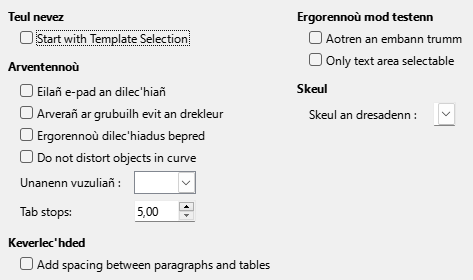 Teul nevez
Start with Template Selection
Arventennoù
Eilañ e-pad an dilec'hiañ
Arverañ ar grubuilh evit an drekleur
Ergorennoù dilec'hiadus bepred
Do not distort objects in curve
Unanenn vuzuliañ :
Tab stops:
5,00
Keverlec'hded
Add spacing between paragraphs and tables
Ergorennoù mod testenn
Aotren an embann trumm
Only text area selectable
Skeul
Skeul an dresadenn :